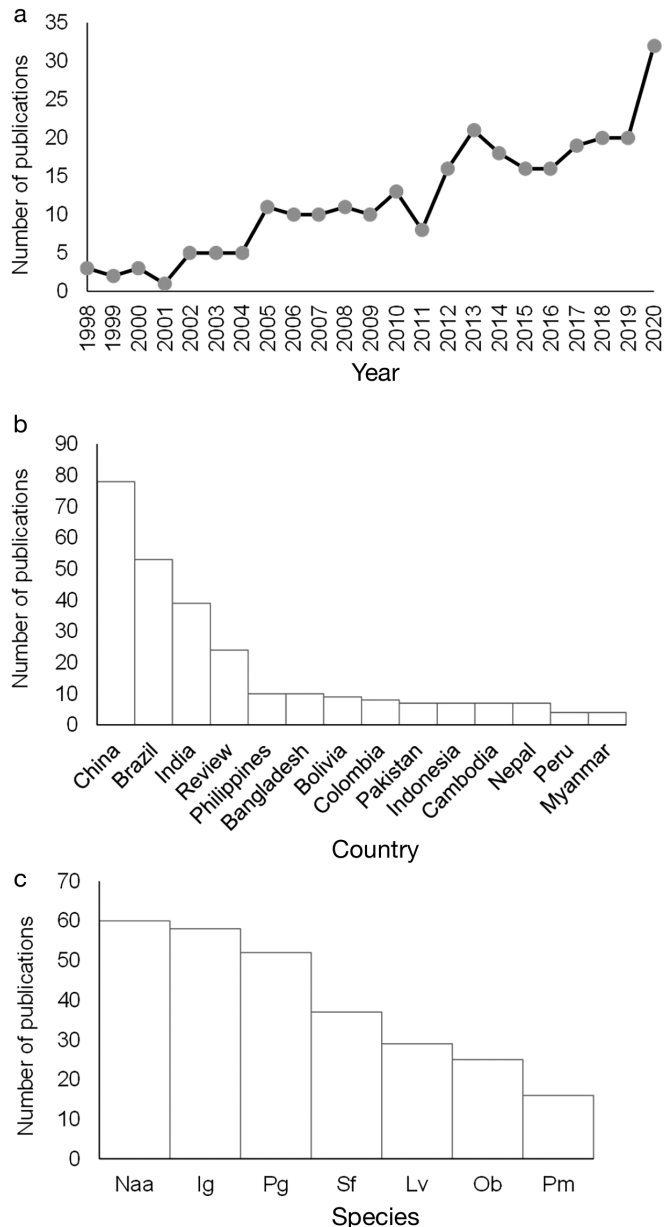 a
Number of publications
35
30
25
20
15
10
5
0
1998
1999
2000
2001
2002
2003
2004
2005
2006
2007
2008
2009
2010
2011
2012
2013
2014
2015
2016
2017
2018
2019
2020
Year
b
Number of publications
90
80
70
60
50
40
30
20
10
0
China
Brazil
India
Review
Philippines
Bangladesh
Bolivia
Colombia
Pakistan
Indonesia
Cambodia
Nepal
Peru
Myanmar
Country
c
Number of publications
70
60
50
40
30
20
10
0
Naa Ig Pg Sf Lv Ob Pm
Species